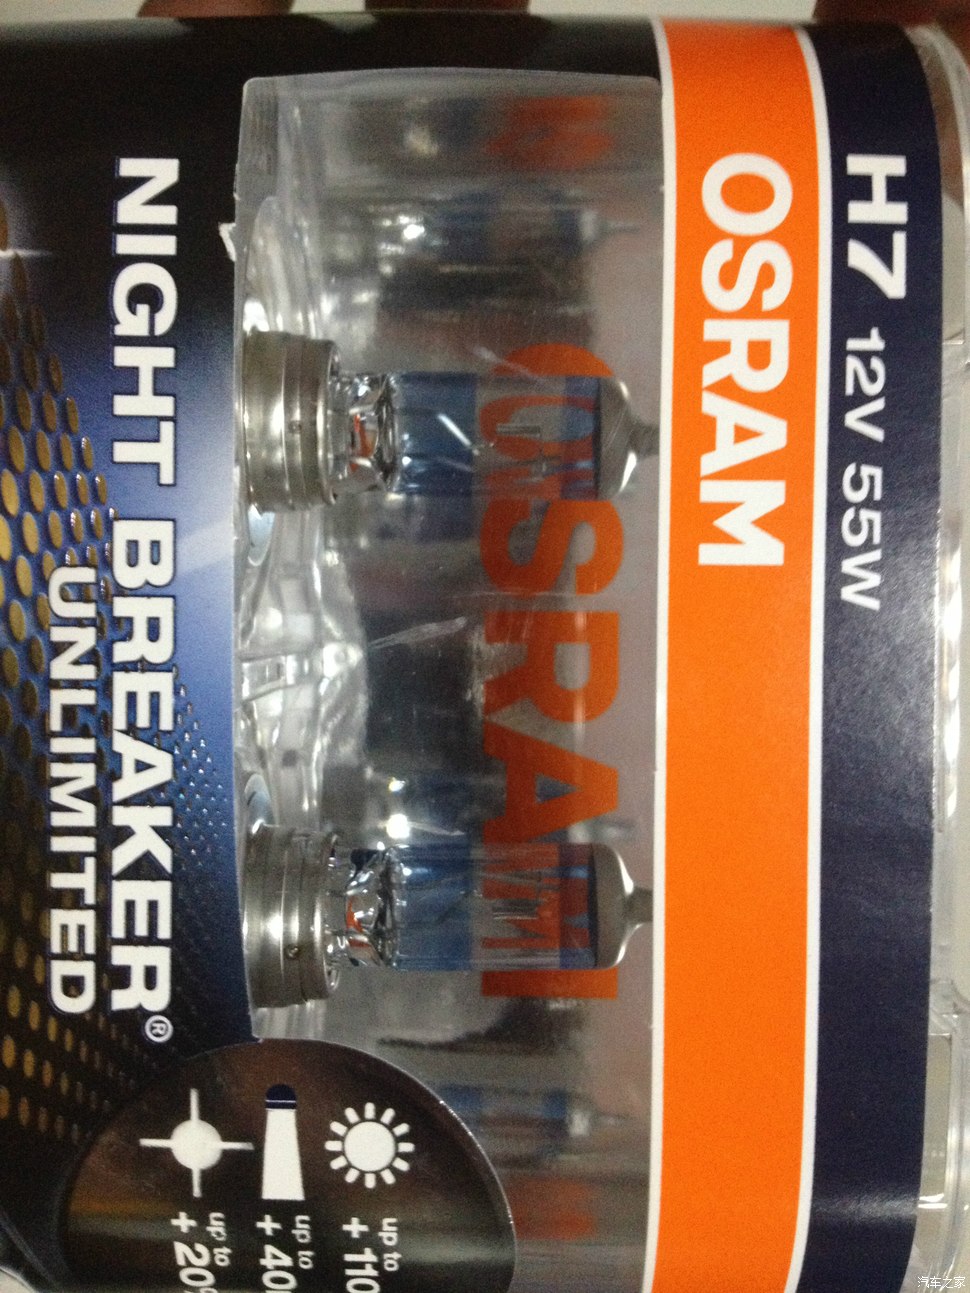 H7 12V 55W
OSRAM
OSRAM
NIGHT BREAKER®
UNLIMITED
up to
+ 110
up to
+ 40
up to
+ 20%
汽车之家